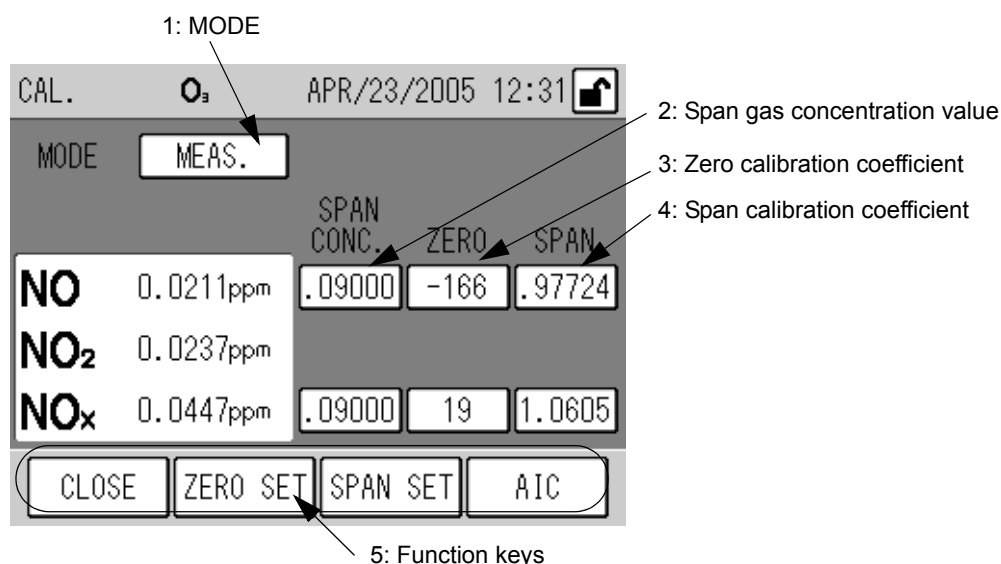 1: MODE
CAL. O₃ APR/23/2005 12:31
2: Span gas concentration value
MODE MEAS.
3: Zero calibration coefficient
4: Span calibration coefficient
SPAN
CONC. ZERO SPAN
NO 0.0211ppm .09000 -166 .97724
NO₂ 0.0237ppm
NOx 0.0447ppm .09000 19 1.0605
CLOSE ZERO SET SPAN SET AIC
5: Function keys